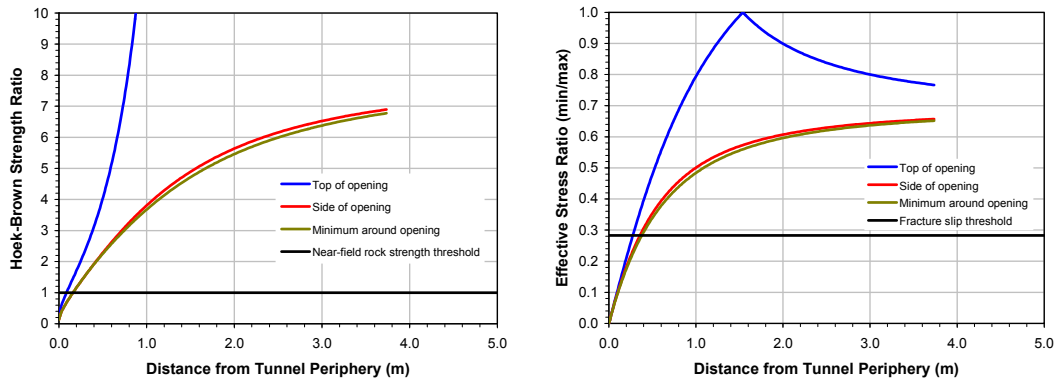 Hoek-Brown Strength Ratio
10
9
8
7
6
5
4
3
2
1
0
Top of opening
Side of opening
Minimum around opening
Near-field rock strength threshold
0.0 1.0 2.0 3.0 4.0 5.0
Distance from Tunnel Periphery (m)
Effective Stress Ratio (min/max)
1.0
0.9
0.8
0.7
0.6
0.5
0.4
0.3
0.2
0.1
0.0
Top of opening
Side of opening
Minimum around opening
Fracture slip threshold
0.0 1.0 2.0 3.0 4.0 5.0
Distance from Tunnel Periphery (m)